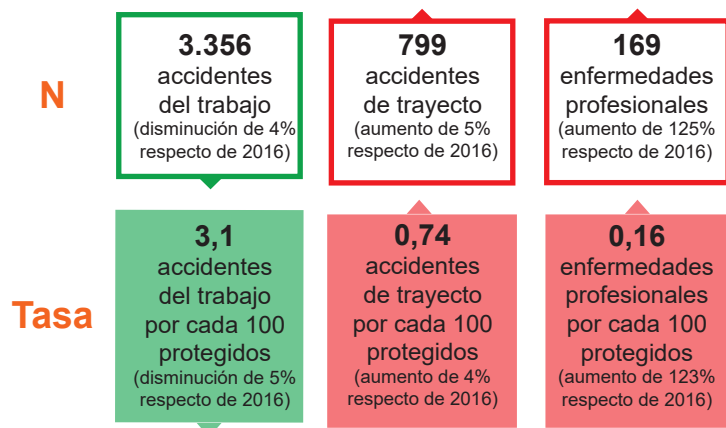 N
3.356
accidentes
del trabajo
(disminución de 4%
respecto de 2016)
799
accidentes
de trayecto
(aumento de 5%
respecto de 2016)
169
enfermedades
profesionales
(aumento de 125%
respecto de 2016)
Tasa
3,1
accidentes
del trabajo
por cada 100
protegidos
(disminución de 5%
respecto de 2016)
0,74
accidentes
de trayecto
por cada 100
protegidos
(aumento de 4%
respecto de 2016)
0,16
enfermedades
profesionales
por cada 100
protegidos
(aumento de 123%
respecto de 2016)